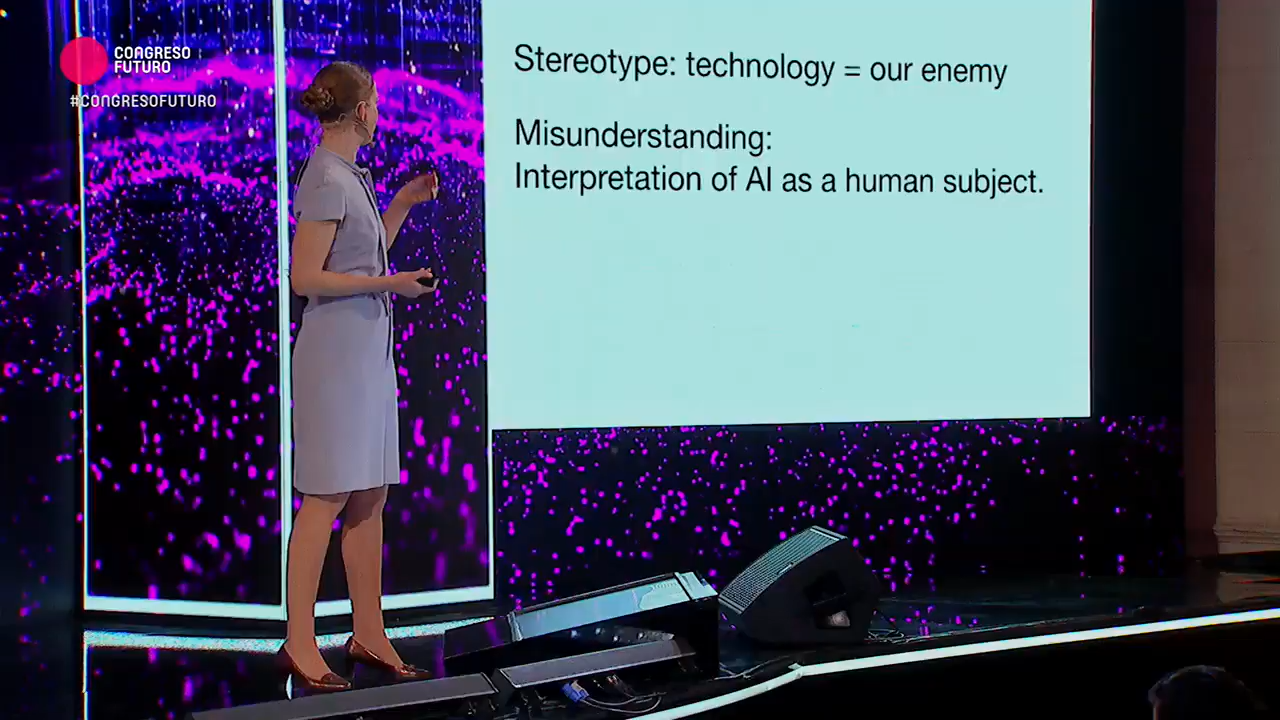 CONGRESO
FUTURO
#CONGRESOFUTURO
Stereotype: technology = our enemy
Misunderstanding:
Interpretation of AI as a human subject.